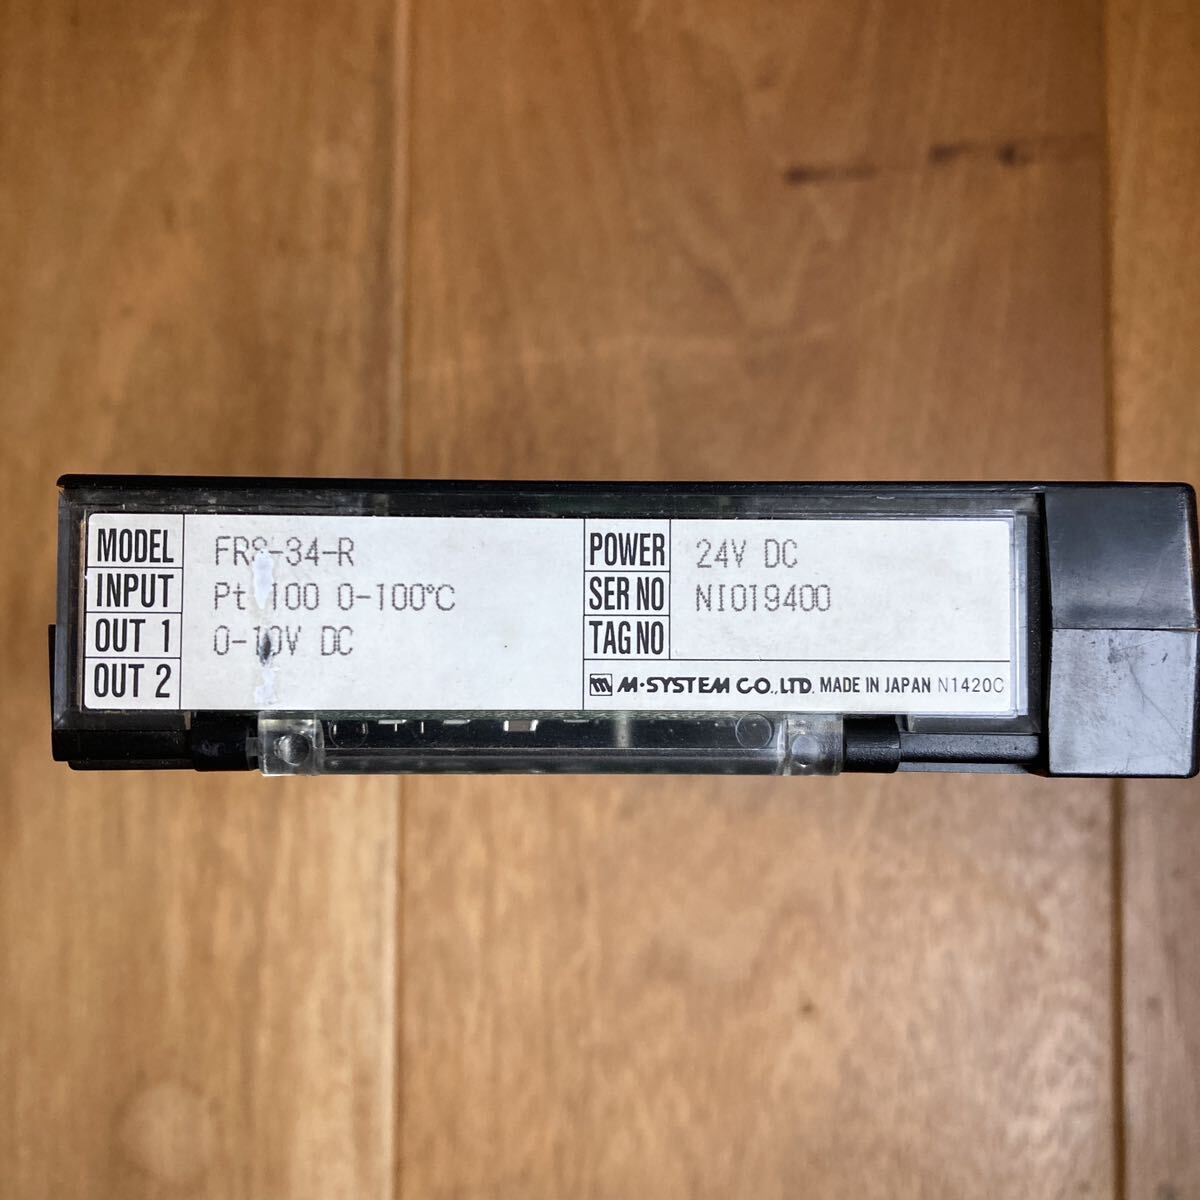 MODEL FRS-34-R
INPUT Pt 100 0-100℃
OUT 1 0-10V DC
OUT 2
POWER 24V DC
SER NO NI019400
TAG NO
M·SYSTEM CO.,LTD. MADE IN JAPAN N1420C